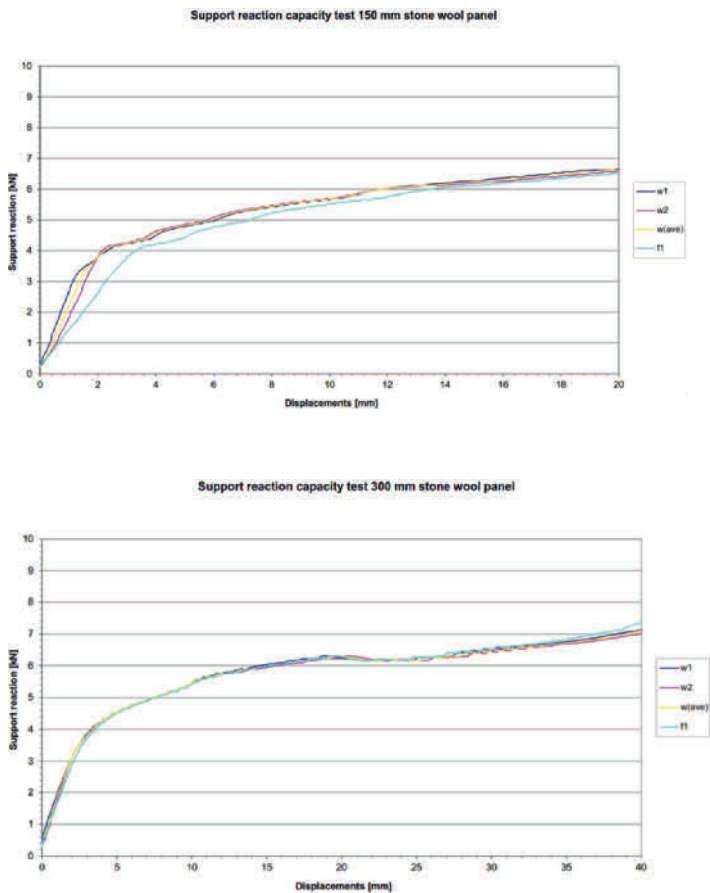 Support reaction capacity test 150 mm stone wool panel
10
9
8
7
6
5
4
3
2
1
0
Support reaction [kN]
0 2 4 6 8 10 12 14 16 18 20
Displacements [mm]
w1
w2
w(ave)
f1
Support reaction capacity test 300 mm stone wool panel
10
9
8
7
6
5
4
3
2
1
0
Support reaction [kN]
0 5 10 15 20 25 30 35 40
Displacements [mm]
w1
w2
w(ave)
f1